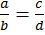 a/b = c/d